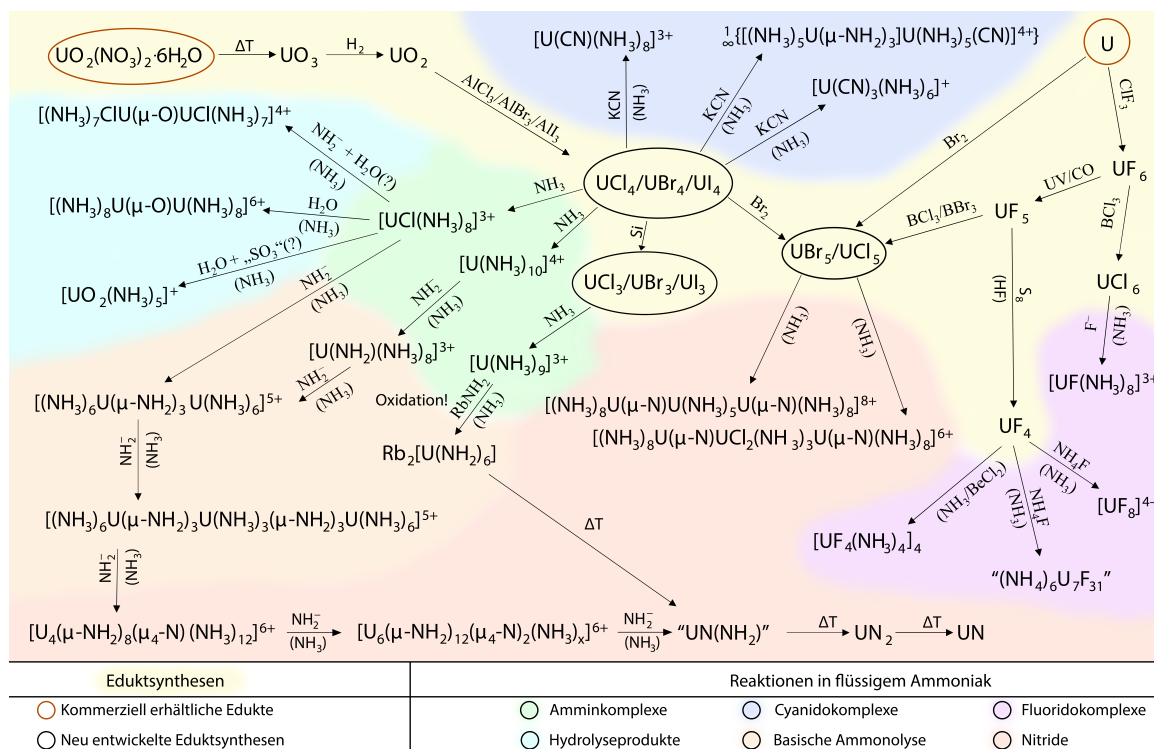 UO₂(NO₃)₂·6H₂O
ΔT
UO₃
H₂
UO₂
AlCl₃/AlBr₃/AlI₃
[U(CN)(NH₃)₈]³⁺
¹∞{[(NH₃)₅U(μ-NH₂)₃]U(NH₃)₅(CN)]⁴⁺}
U
KCN
(NH₃)
KCN
(NH₃)
[U(CN)₃(NH₃)₆]⁺
KCN
(NH₃)
ClF₃
Br₂
[(NH₃)₇ClU(μ-O)UCl(NH₃)₇]⁴⁺
NH₂⁻ + H₂O(?)
(NH₃)
UCl₄/UBr₄/UI₄
UF₆
UV/CO
BCl₃
[(NH₃)₈U(μ-O)U(NH₃)₈]⁶⁺
H₂O
(NH₃)
[UCl(NH₃)₈]³⁺
NH₃
NH₃
Si
Br₂
BCl₃/BBr₃
UF₅
H₂O + „SO₃“(?)
(NH₃)
NH₂⁻
(NH₃)
[U(NH₃)₁₀]⁴⁺
UBr₅/UCl₅
[UO₂(NH₃)₅]⁺
NH₂⁻
(NH₃)
UCl₃/UBr₃/UI₃
S₈
(HF)
UCl₆
NH₃
(NH₃)
(NH₃)
F⁻
(NH₃)
[U(NH₂)(NH₃)₈]³⁺
[U(NH₃)₉]³⁺
[UF(NH₃)₈]³⁺
NH₂⁻
(NH₃)
Oxidation!
RbNH₂
(NH₃)
[(NH₃)₆U(μ-NH₂)₃ U(NH₃)₆]⁵⁺
[(NH₃)₈U(μ-N)U(NH₃)₅U(μ-N)(NH₃)₈]⁸⁺
[(NH₃)₈U(μ-N)UCl₂(NH₃)₃U(μ-N)(NH₃)₈]⁶⁺
UF₄
NH₂⁻
(NH₃)
Rb₂[U(NH₂)₆]
(NH₃/BeCl₂)
NH₄F
(NH₃)
NH₄F
(NH₃)
[UF₈]⁴⁻
[(NH₃)₆U(μ-NH₂)₃U(NH₃)₃(μ-NH₂)₃U(NH₃)₆]⁵⁺
ΔT
[UF₄(NH₃)₄]₄
NH₂⁻
(NH₃)
“(NH₄)₆U₇F₃₁”
[U₄(μ-NH₂)₈(μ₄-N) (NH₃)₁₂]⁶⁺
NH₂⁻
(NH₃)
[U₆(μ-NH₂)₁₂(μ₄-N)₂(NH₃)ₓ]⁶⁺
NH₂⁻
(NH₃)
“UN(NH₂)”
ΔT
UN₂
ΔT
UN
Eduktsynthesen
Reaktionen in flüssigem Ammoniak
Kommerziell erhältliche Edukte
Amminkomplexe
Cyanidokomplexe
Fluoridokomplexe
Neu entwickelte Eduktsynthesen
Hydrolyseprodukte
Basische Ammonolyse
Nitride